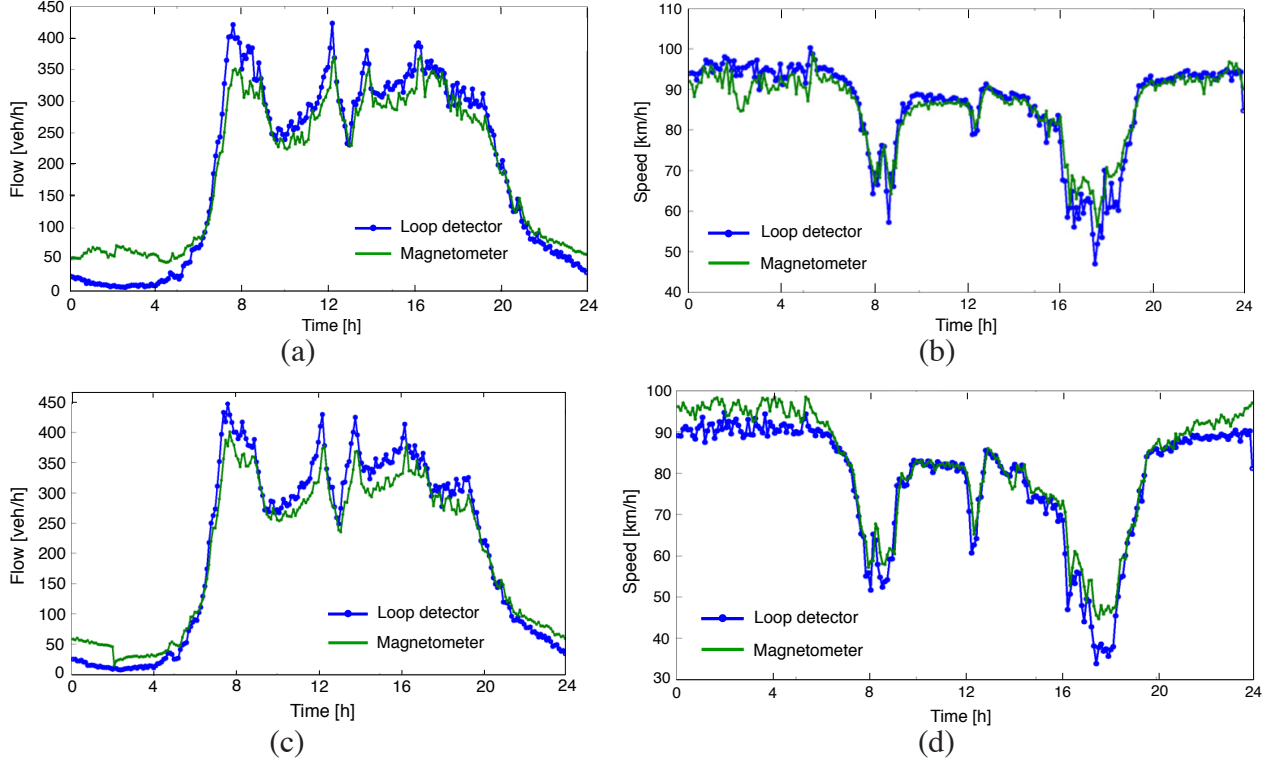 450
400
350
300
250
200
150
100
50
0
Flow [veh/h]
Loop detector
Magnetometer
0 4 8 12 16 20 24
Time [h]
(a)
110
100
90
80
70
60
50
40
Speed [km/h]
Loop detector
Magnetometer
0 4 8 12 16 20 24
Time [h]
(b)
450
400
350
300
250
200
150
100
50
0
Flow [veh/h]
Loop detector
Magnetometer
0 4 8 12 16 20 24
Time [h]
(c)
100
90
80
70
60
50
40
30
Speed [km/h]
Loop detector
Magnetometer
0 4 8 12 16 20 24
Time [h]
(d)